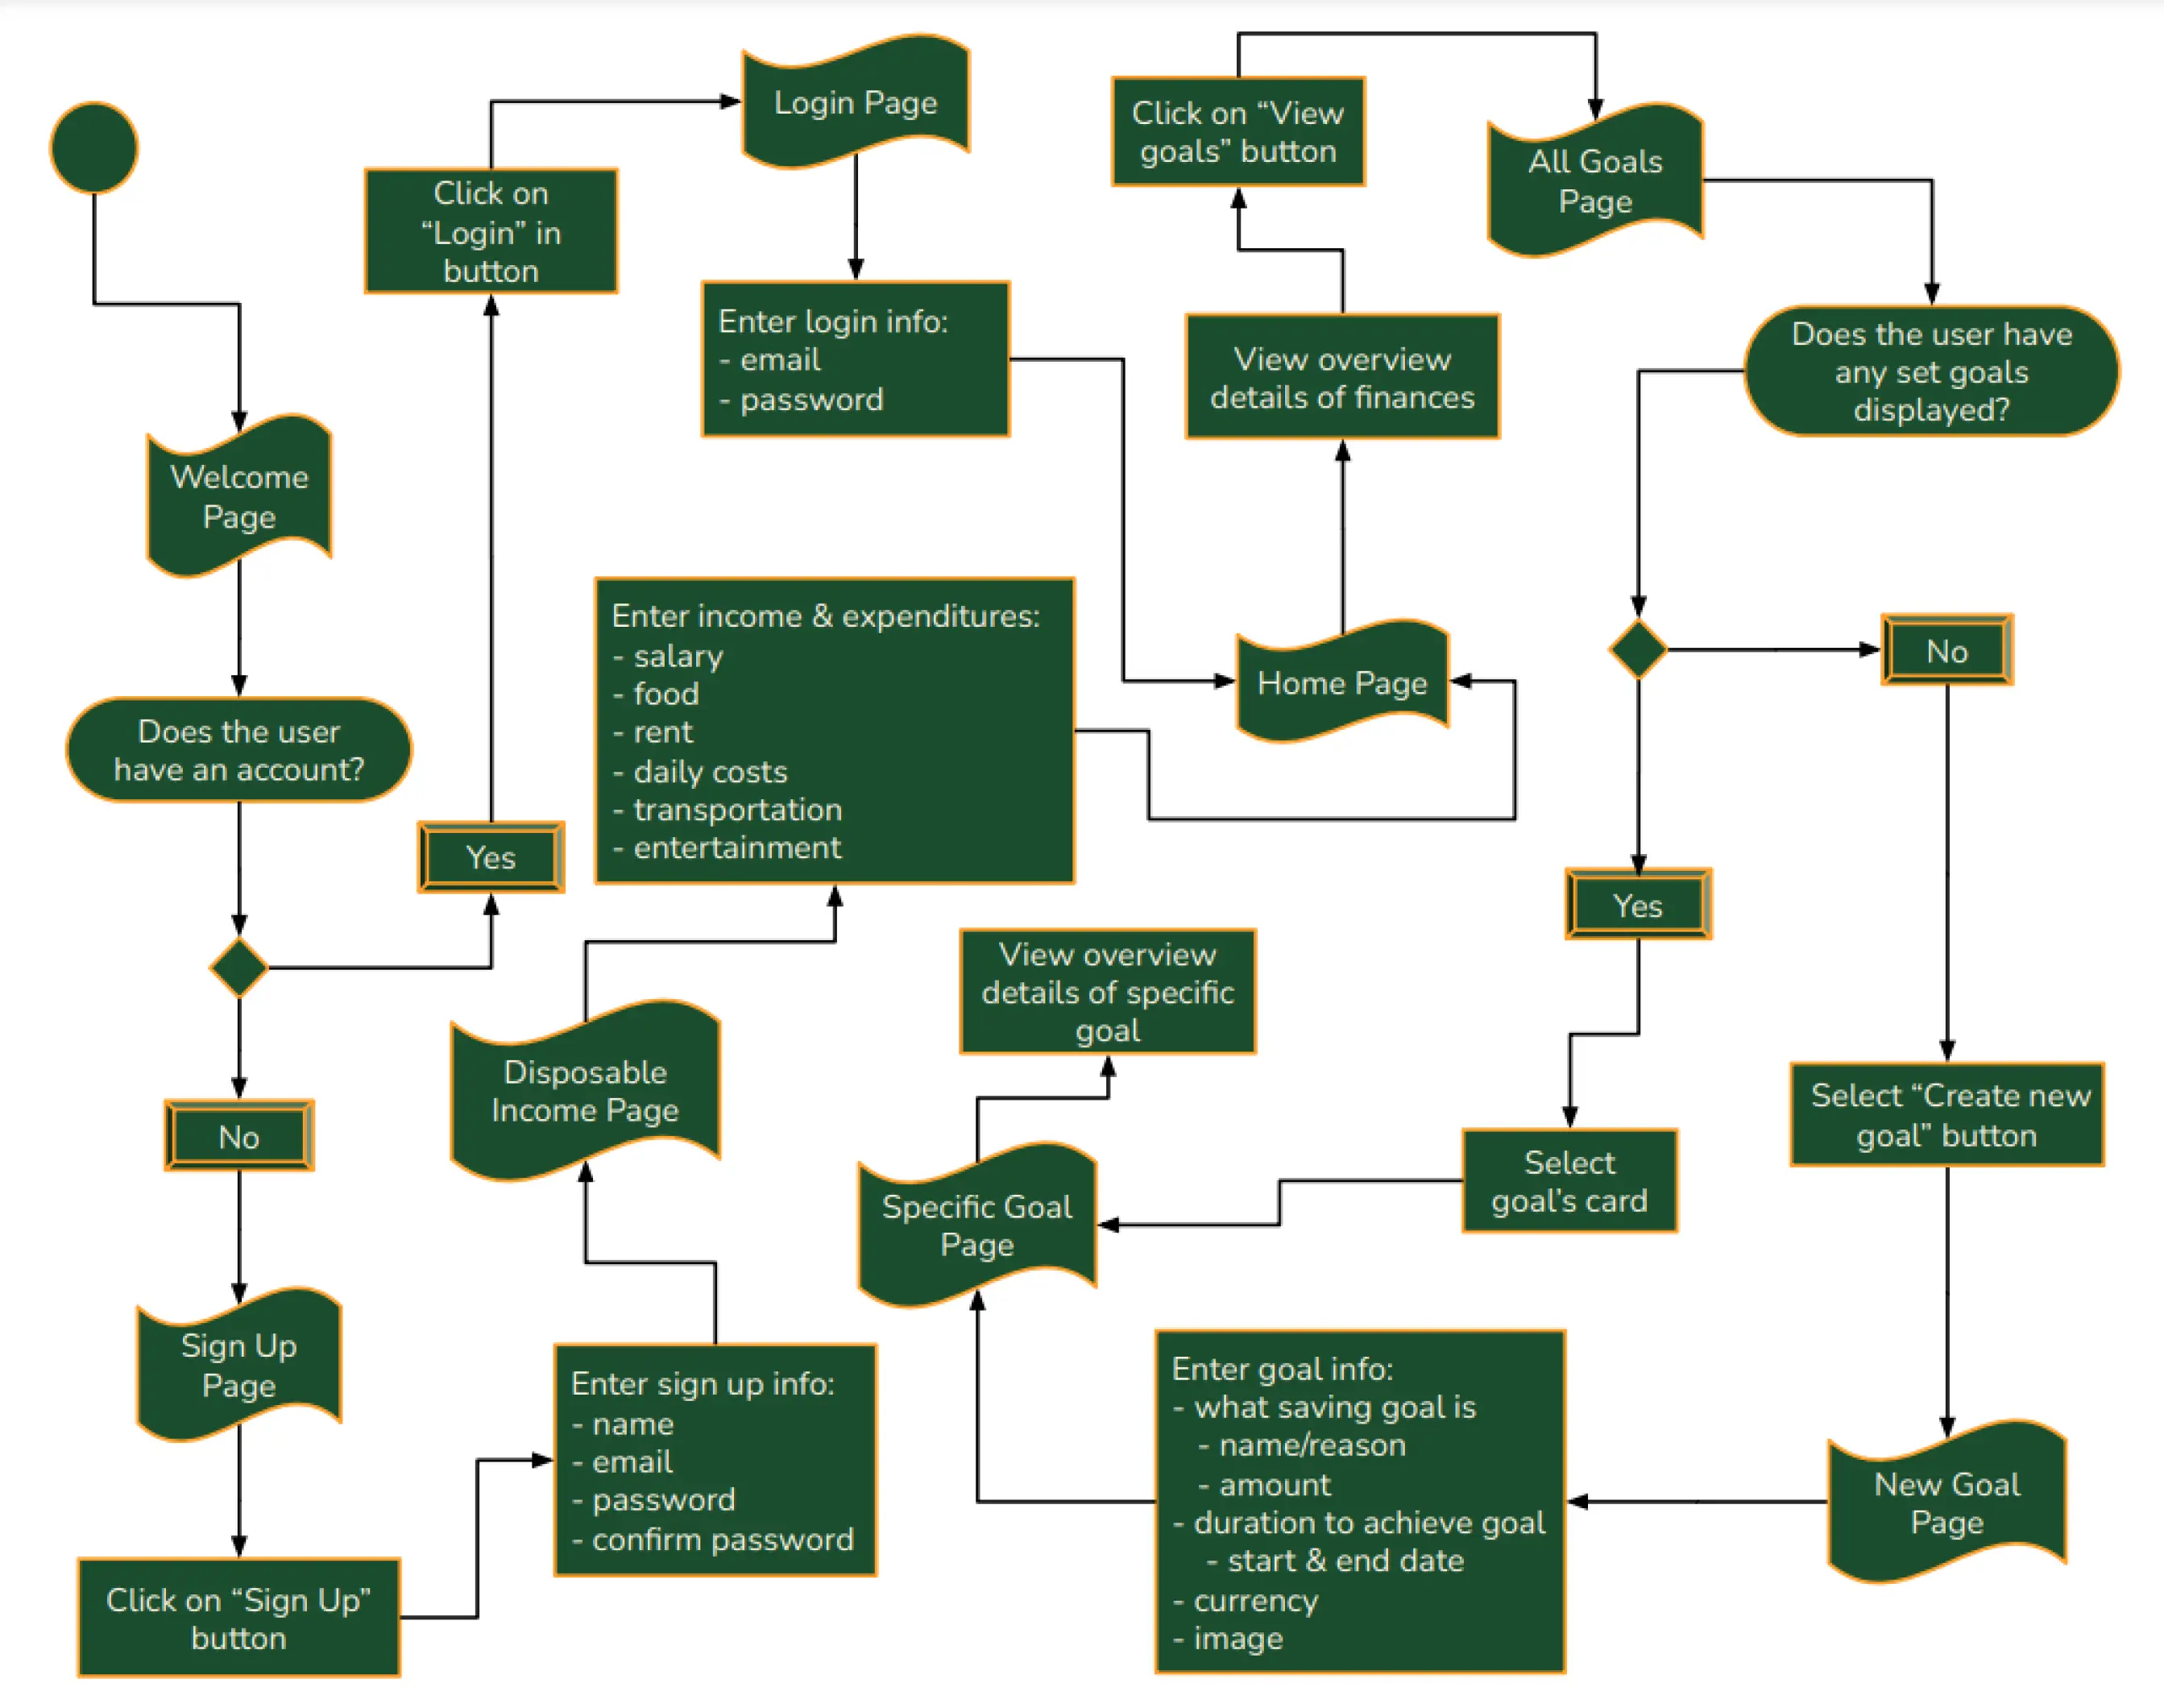 Welcome
Page
Does the user
have an account?
Yes
Click on
“Login” in
button
Login Page
Enter login info:
- email
- password
No
Sign Up
Page
Click on “Sign Up”
button
Enter sign up info:
- name
- email
- password
- confirm password
Disposable
Income Page
Enter income & expenditures:
- salary
- food
- rent
- daily costs
- transportation
- entertainment
Home Page
View overview
details of finances
Click on “View
goals” button
All Goals
Page
Does the user have
any set goals
displayed?
No
Yes
Select
goal’s card
Select “Create new
goal” button
New Goal
Page
Enter goal info:
- what saving goal is
- name/reason
- amount
- duration to achieve goal
- start & end date
- currency
- image
Specific Goal
Page
View overview
details of specific
goal